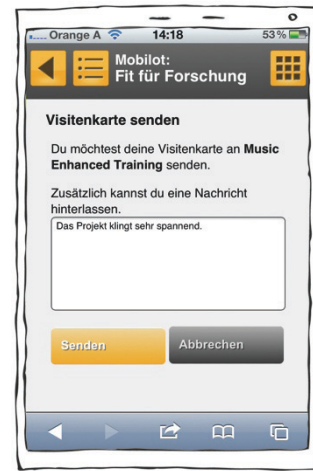 Orange A 14:18 53%
Mobilot:
Fit für Forschung
Visitenkarte senden
Du möchtest deine Visitenkarte an Music
Enhanced Training senden.
Zusätzlich kannst du eine Nachricht
hinterlassen.
Das Projekt klingt sehr spannend.
Senden Abbrechen